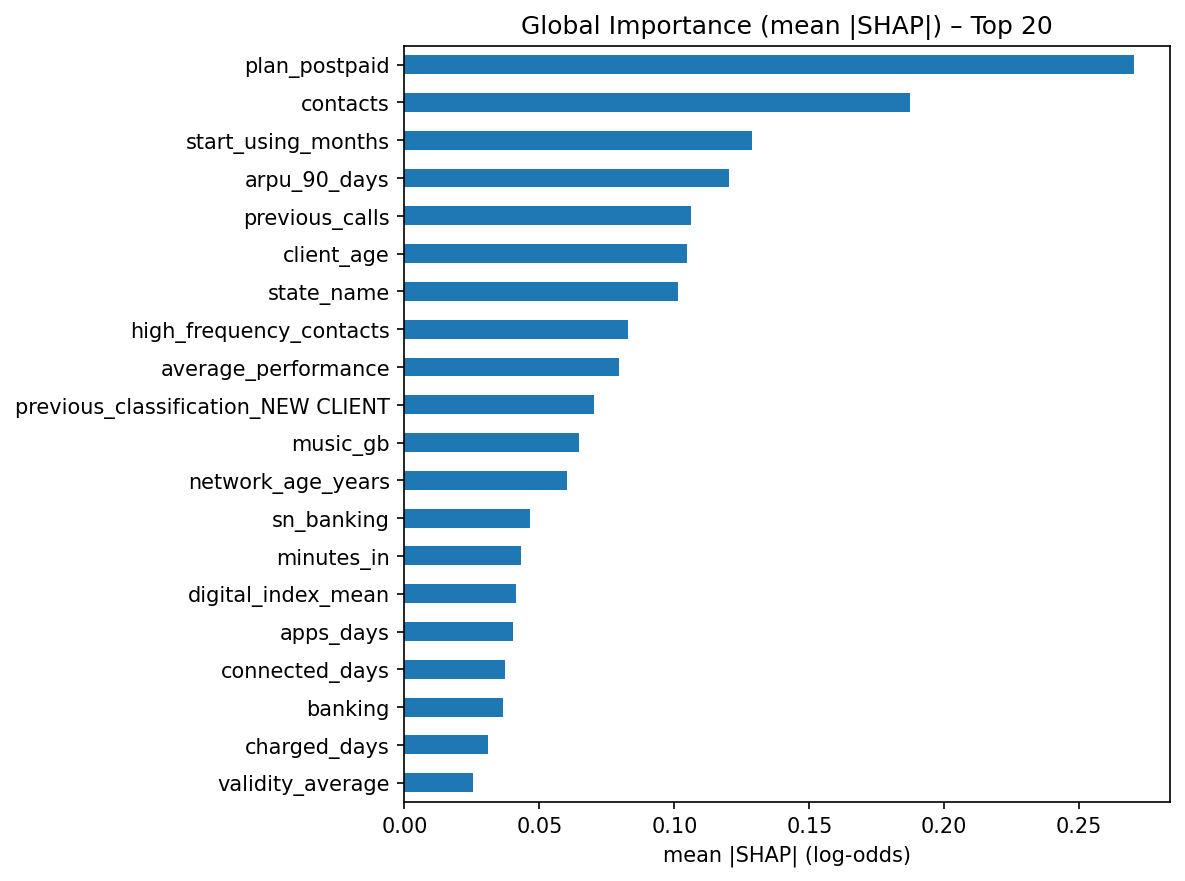 Global Importance (mean |SHAP|) – Top 20
plan_postpaid
contacts
start_using_months
arpu_90_days
previous_calls
client_age
state_name
high_frequency_contacts
average_performance
previous_classification_NEW CLIENT
music_gb
network_age_years
sn_banking
minutes_in
digital_index_mean
apps_days
connected_days
banking
charged_days
validity_average
0.00 0.05 0.10 0.15 0.20 0.25
mean |SHAP| (log-odds)